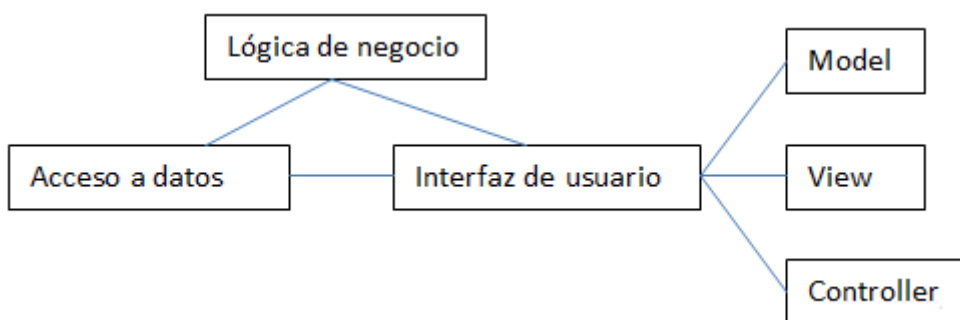 Lógica de negocio
Model
Acceso a datos
Interfaz de usuario
View
Controller